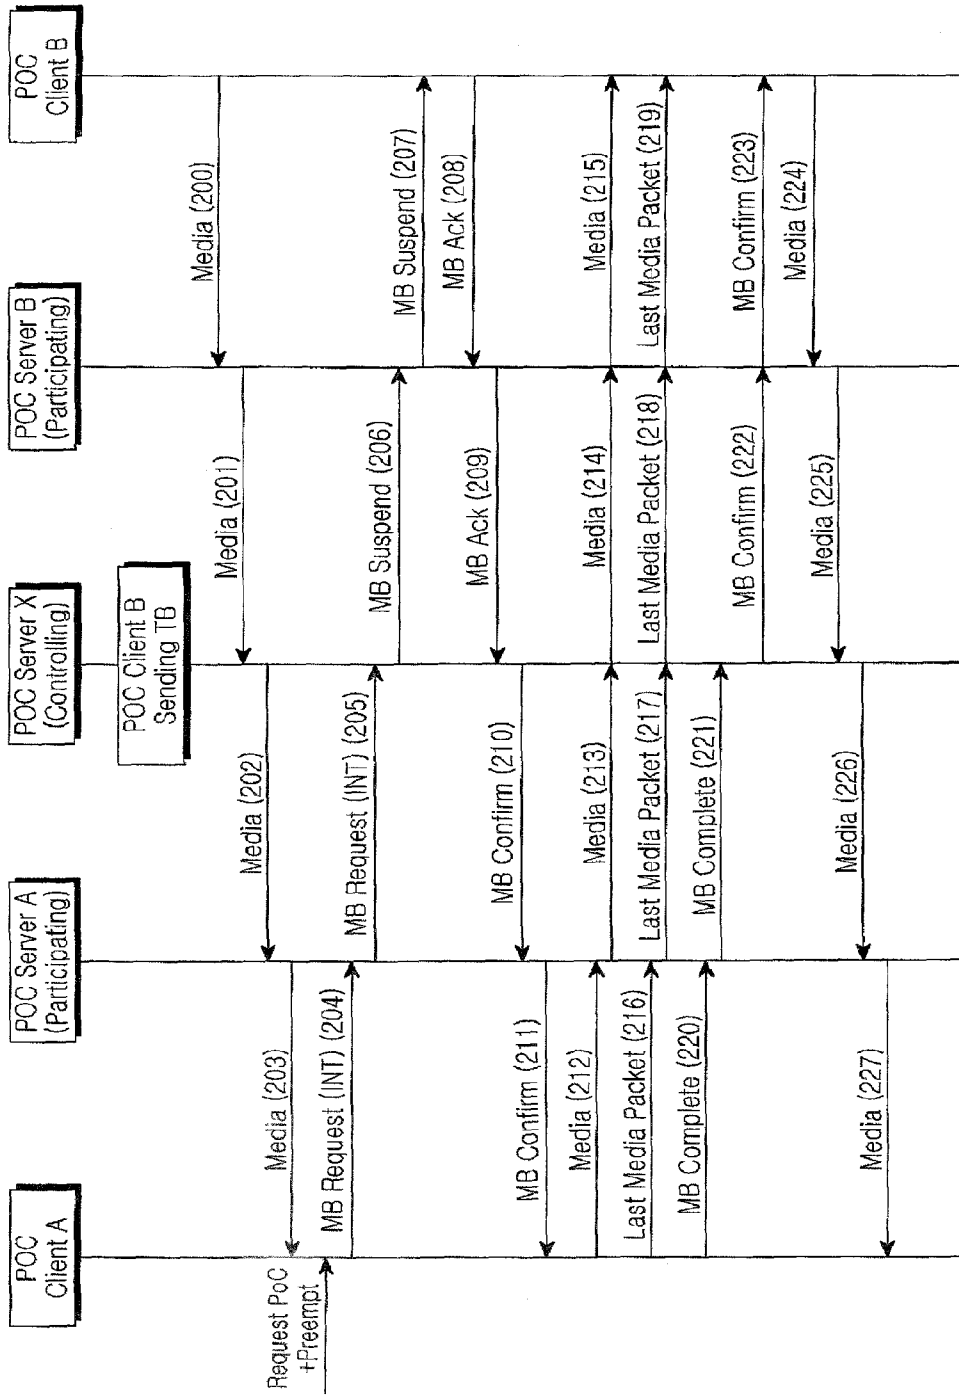 POC
Client A
POC Server A
(Participating)
POC Server X
(Controlling)
POC Server B
(Participating)
POC
Client B
POC Client B
Sending TB
Media (200)
Media (201)
Media (202)
Media (203)
Request PoC
+Preempt
MB Request (INT) (204)
MB Request (INT) (205)
MB Suspend (206)
MB Suspend (207)
MB Ack (208)
MB Ack (209)
MB Confirm (210)
MB Confirm (211)
Media (212)
Media (213)
Media (214)
Media (215)
Last Media Packet (216)
Last Media Packet (217)
Last Media Packet (218)
Last Media Packet (219)
MB Complete (220)
MB Complete (221)
MB Confirm (222)
MB Confirm (223)
Media (224)
Media (225)
Media (226)
Media (227)